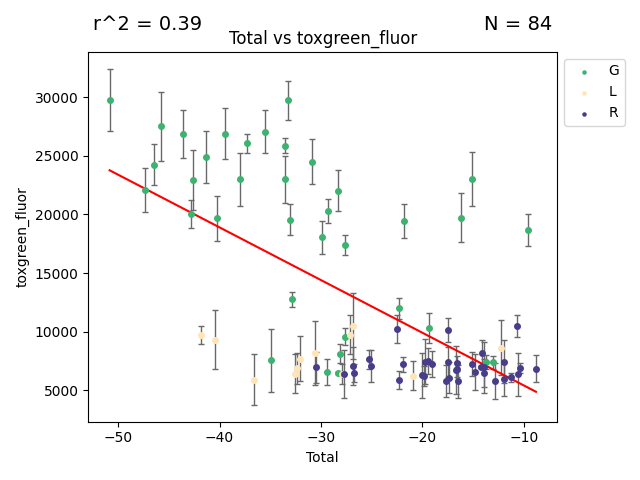 r^2 = 0.39
N = 84
Total vs toxgreen_fluor
G
L
R
30000
25000
20000
15000
10000
5000
toxgreen_fluor
−50
−40
−30
−20
−10
Total